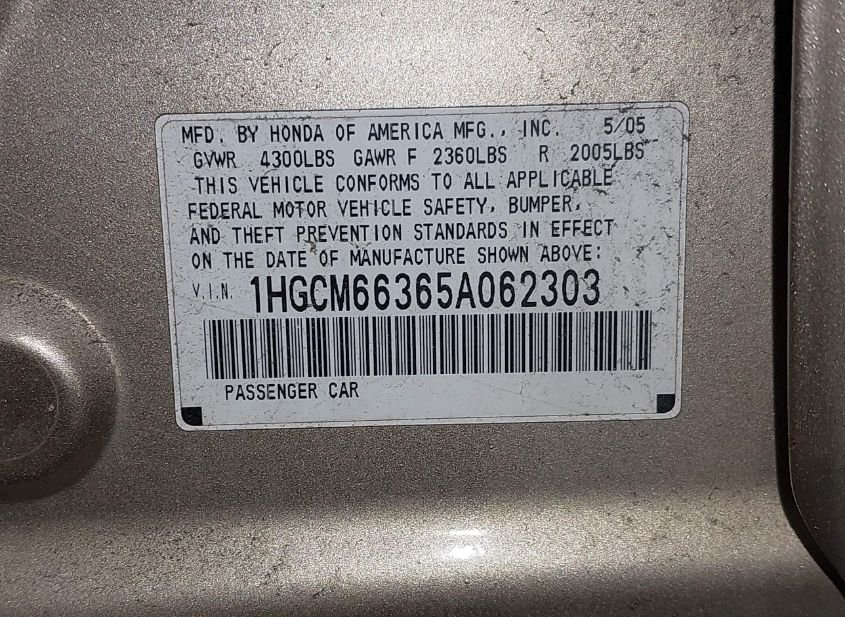 MFD. BY HONDA OF AMERICA MFG., INC. 5/05
GVWR 4300LBS GAWR F 2360LBS R 2005LBS
THIS VEHICLE CONFORMS TO ALL APPLICABLE
FEDERAL MOTOR VEHICLE SAFETY, BUMPER,
AND THEFT PREVENTION STANDARDS IN EFFECT
ON THE DATE OF MANUFACTURE SHOWN ABOVE:
V.I.N. 1HGCM66365A062303
PASSENGER CAR